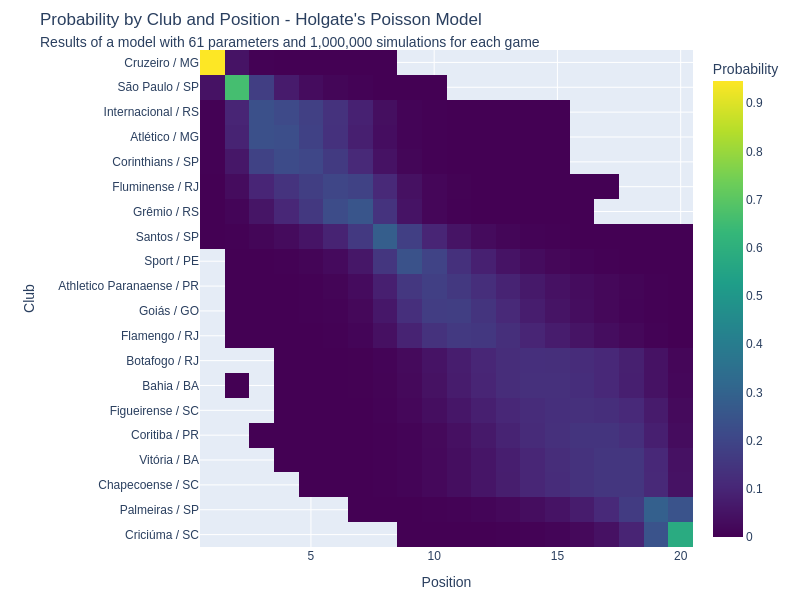 Probability by Club and Position - Holgate's Poisson Model
Results of a model with 61 parameters and 1,000,000 simulations for each game
Probability
Club
Cruzeiro / MG
São Paulo / SP
Internacional / RS
Atlético / MG
Corinthians / SP
Fluminense / RJ
Grêmio / RS
Santos / SP
Sport / PE
Athletico Paranaense / PR
Goiás / GO
Flamengo / RJ
Botafogo / RJ
Bahia / BA
Figueirense / SC
Coritiba / PR
Vitória / BA
Chapecoense / SC
Palmeiras / SP
Criciúma / SC
0.9
0.8
0.7
0.6
0.5
0.4
0.3
0.2
0.1
0
5 10 15 20
Position